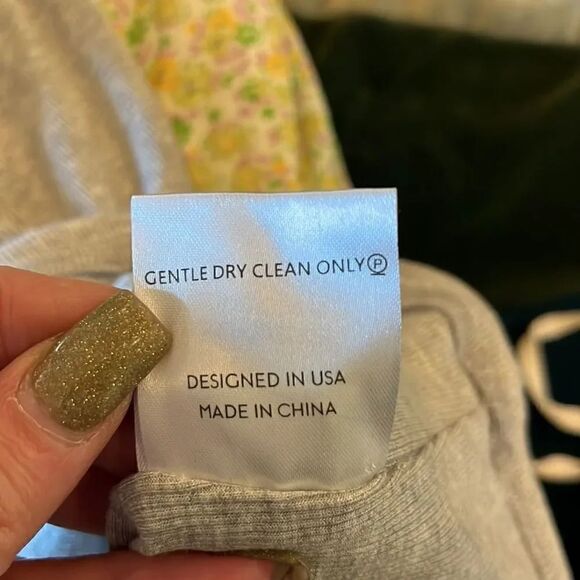 GENTLE DRY CLEAN ONLY Ⓟ
DESIGNED IN USA
MADE IN CHINA